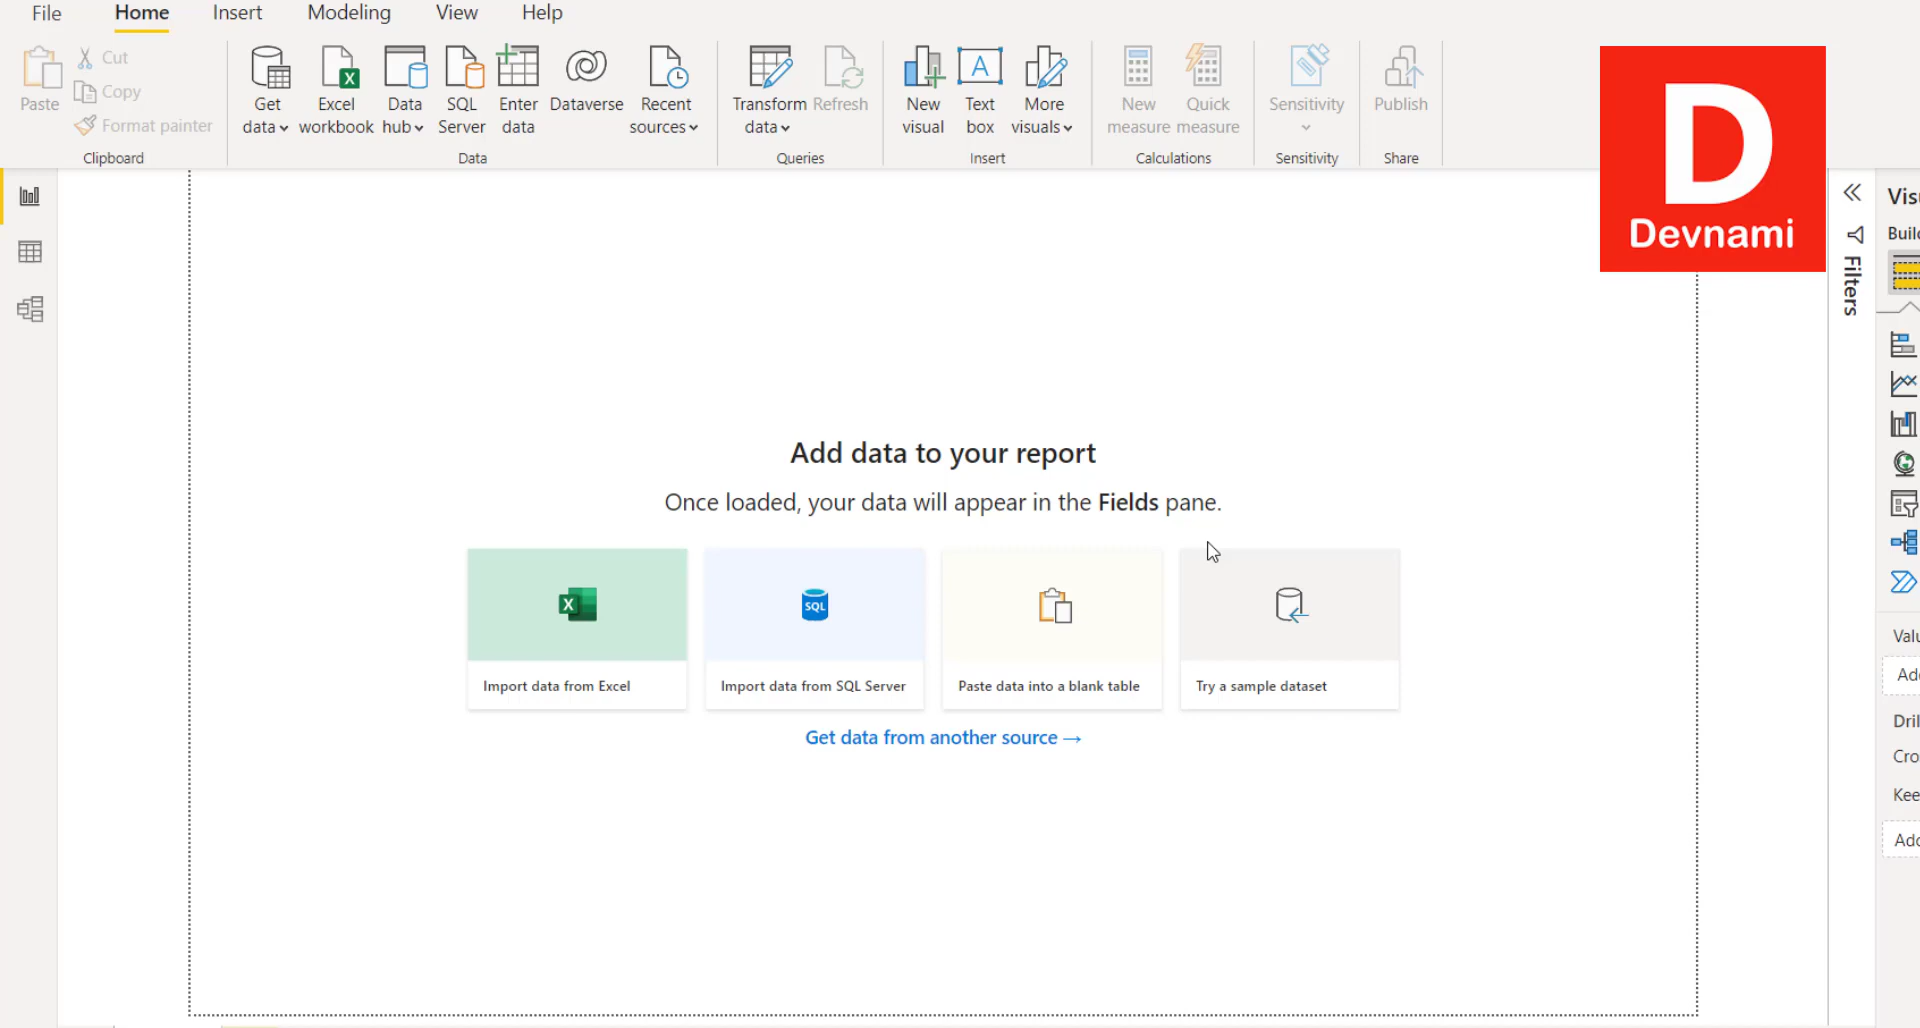 File Home Insert Modeling View Help
Paste
Cut
Copy
Format painter
Clipboard
Get data
Excel workbook
Data hub
SQL Server
Enter data
Dataverse
Recent sources
Data
Transform data
Refresh
Queries
New visual
A
Text box
More visuals
Insert
New measure
Quick measure
Calculations
Sensitivity
Sensitivity
Publish
Share
D
Devnami
Filters
Add data to your report
Once loaded, your data will appear in the Fields pane.
X
Import data from Excel
SQL
Import data from SQL Server
Paste data into a blank table
Try a sample dataset
Get data from another source →